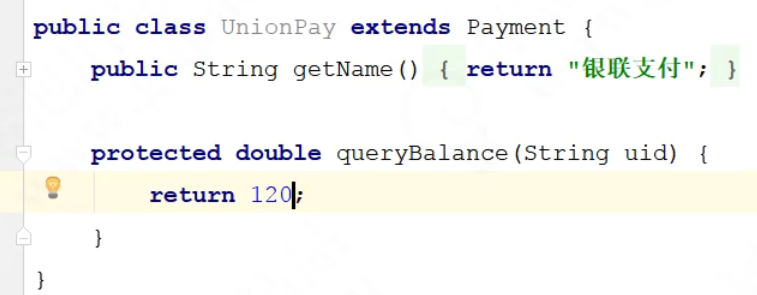 public class UnionPay extends Payment {
public String getName() { return "银联支付"; }
protected double queryBalance(String uid) {
return 120;
}
}